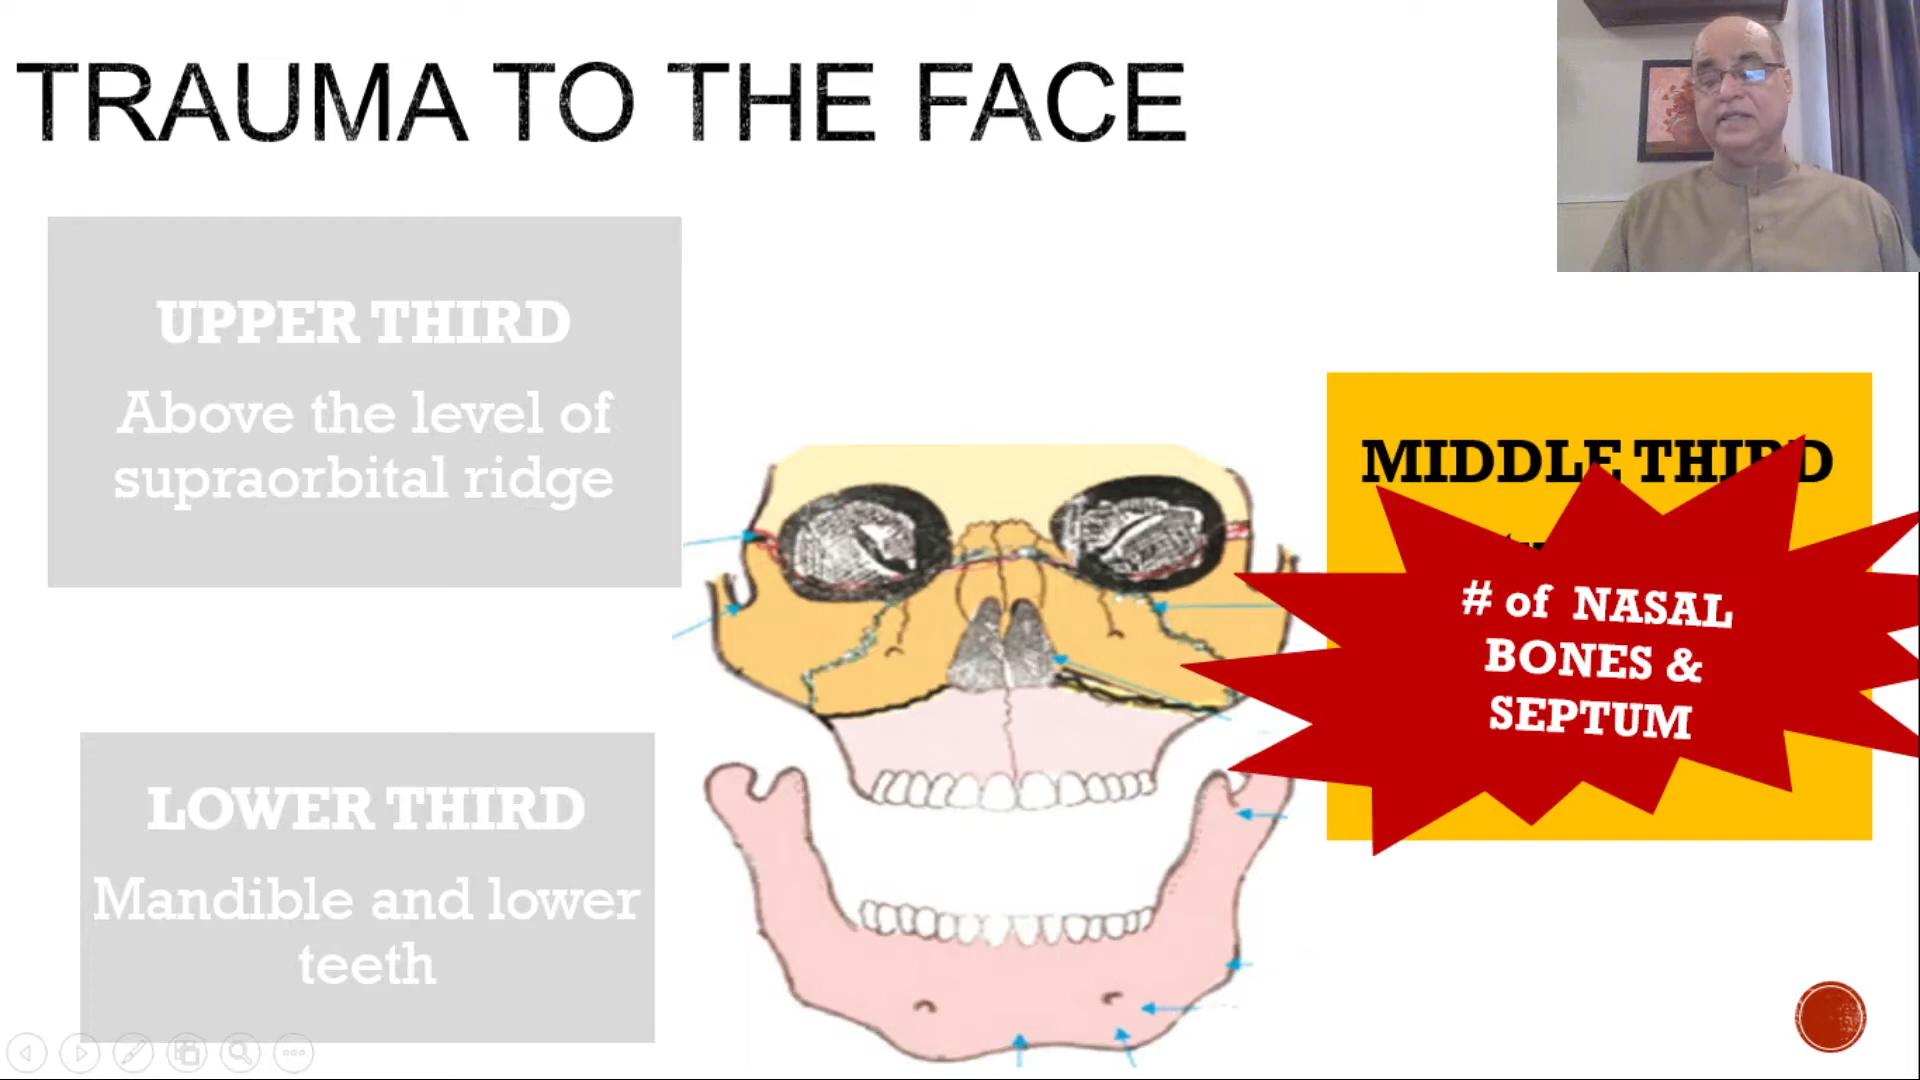 TRAUMA TO THE FACE
UPPER THIRD
Above the level of
supraorbital ridge
MIDDLE THIRD
# of NASAL
BONES &
SEPTUM
LOWER THIRD
Mandible and lower
teeth